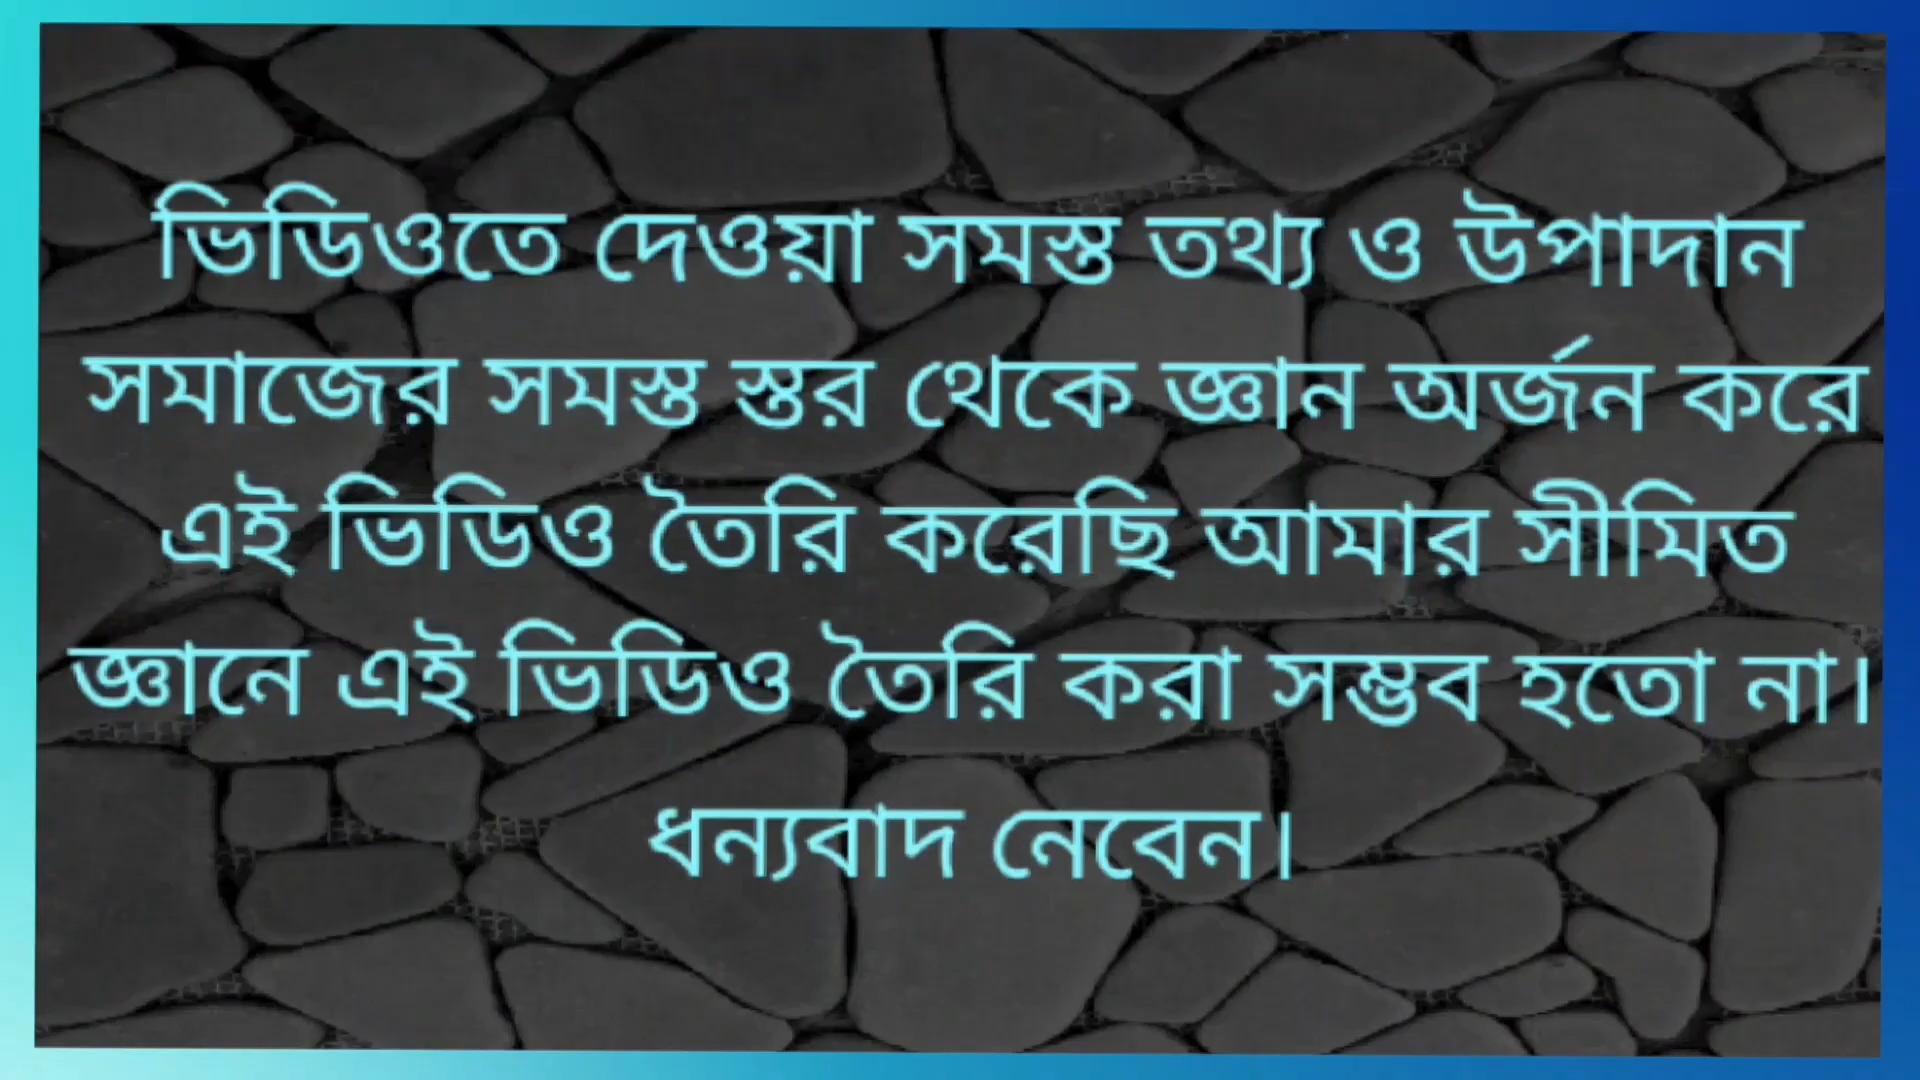 ভিডিওতে দেওয়া সমস্ত তথ্য ও উপাদান
সমাজের সমস্ত স্তর থেকে জ্ঞান অর্জন করে
এই ভিডিও তৈরি করেছি আমার সীমিত
জ্ঞানে এই ভিডিও তৈরি করা সম্ভব হতো না।
ধন্যবাদ নেবেন।